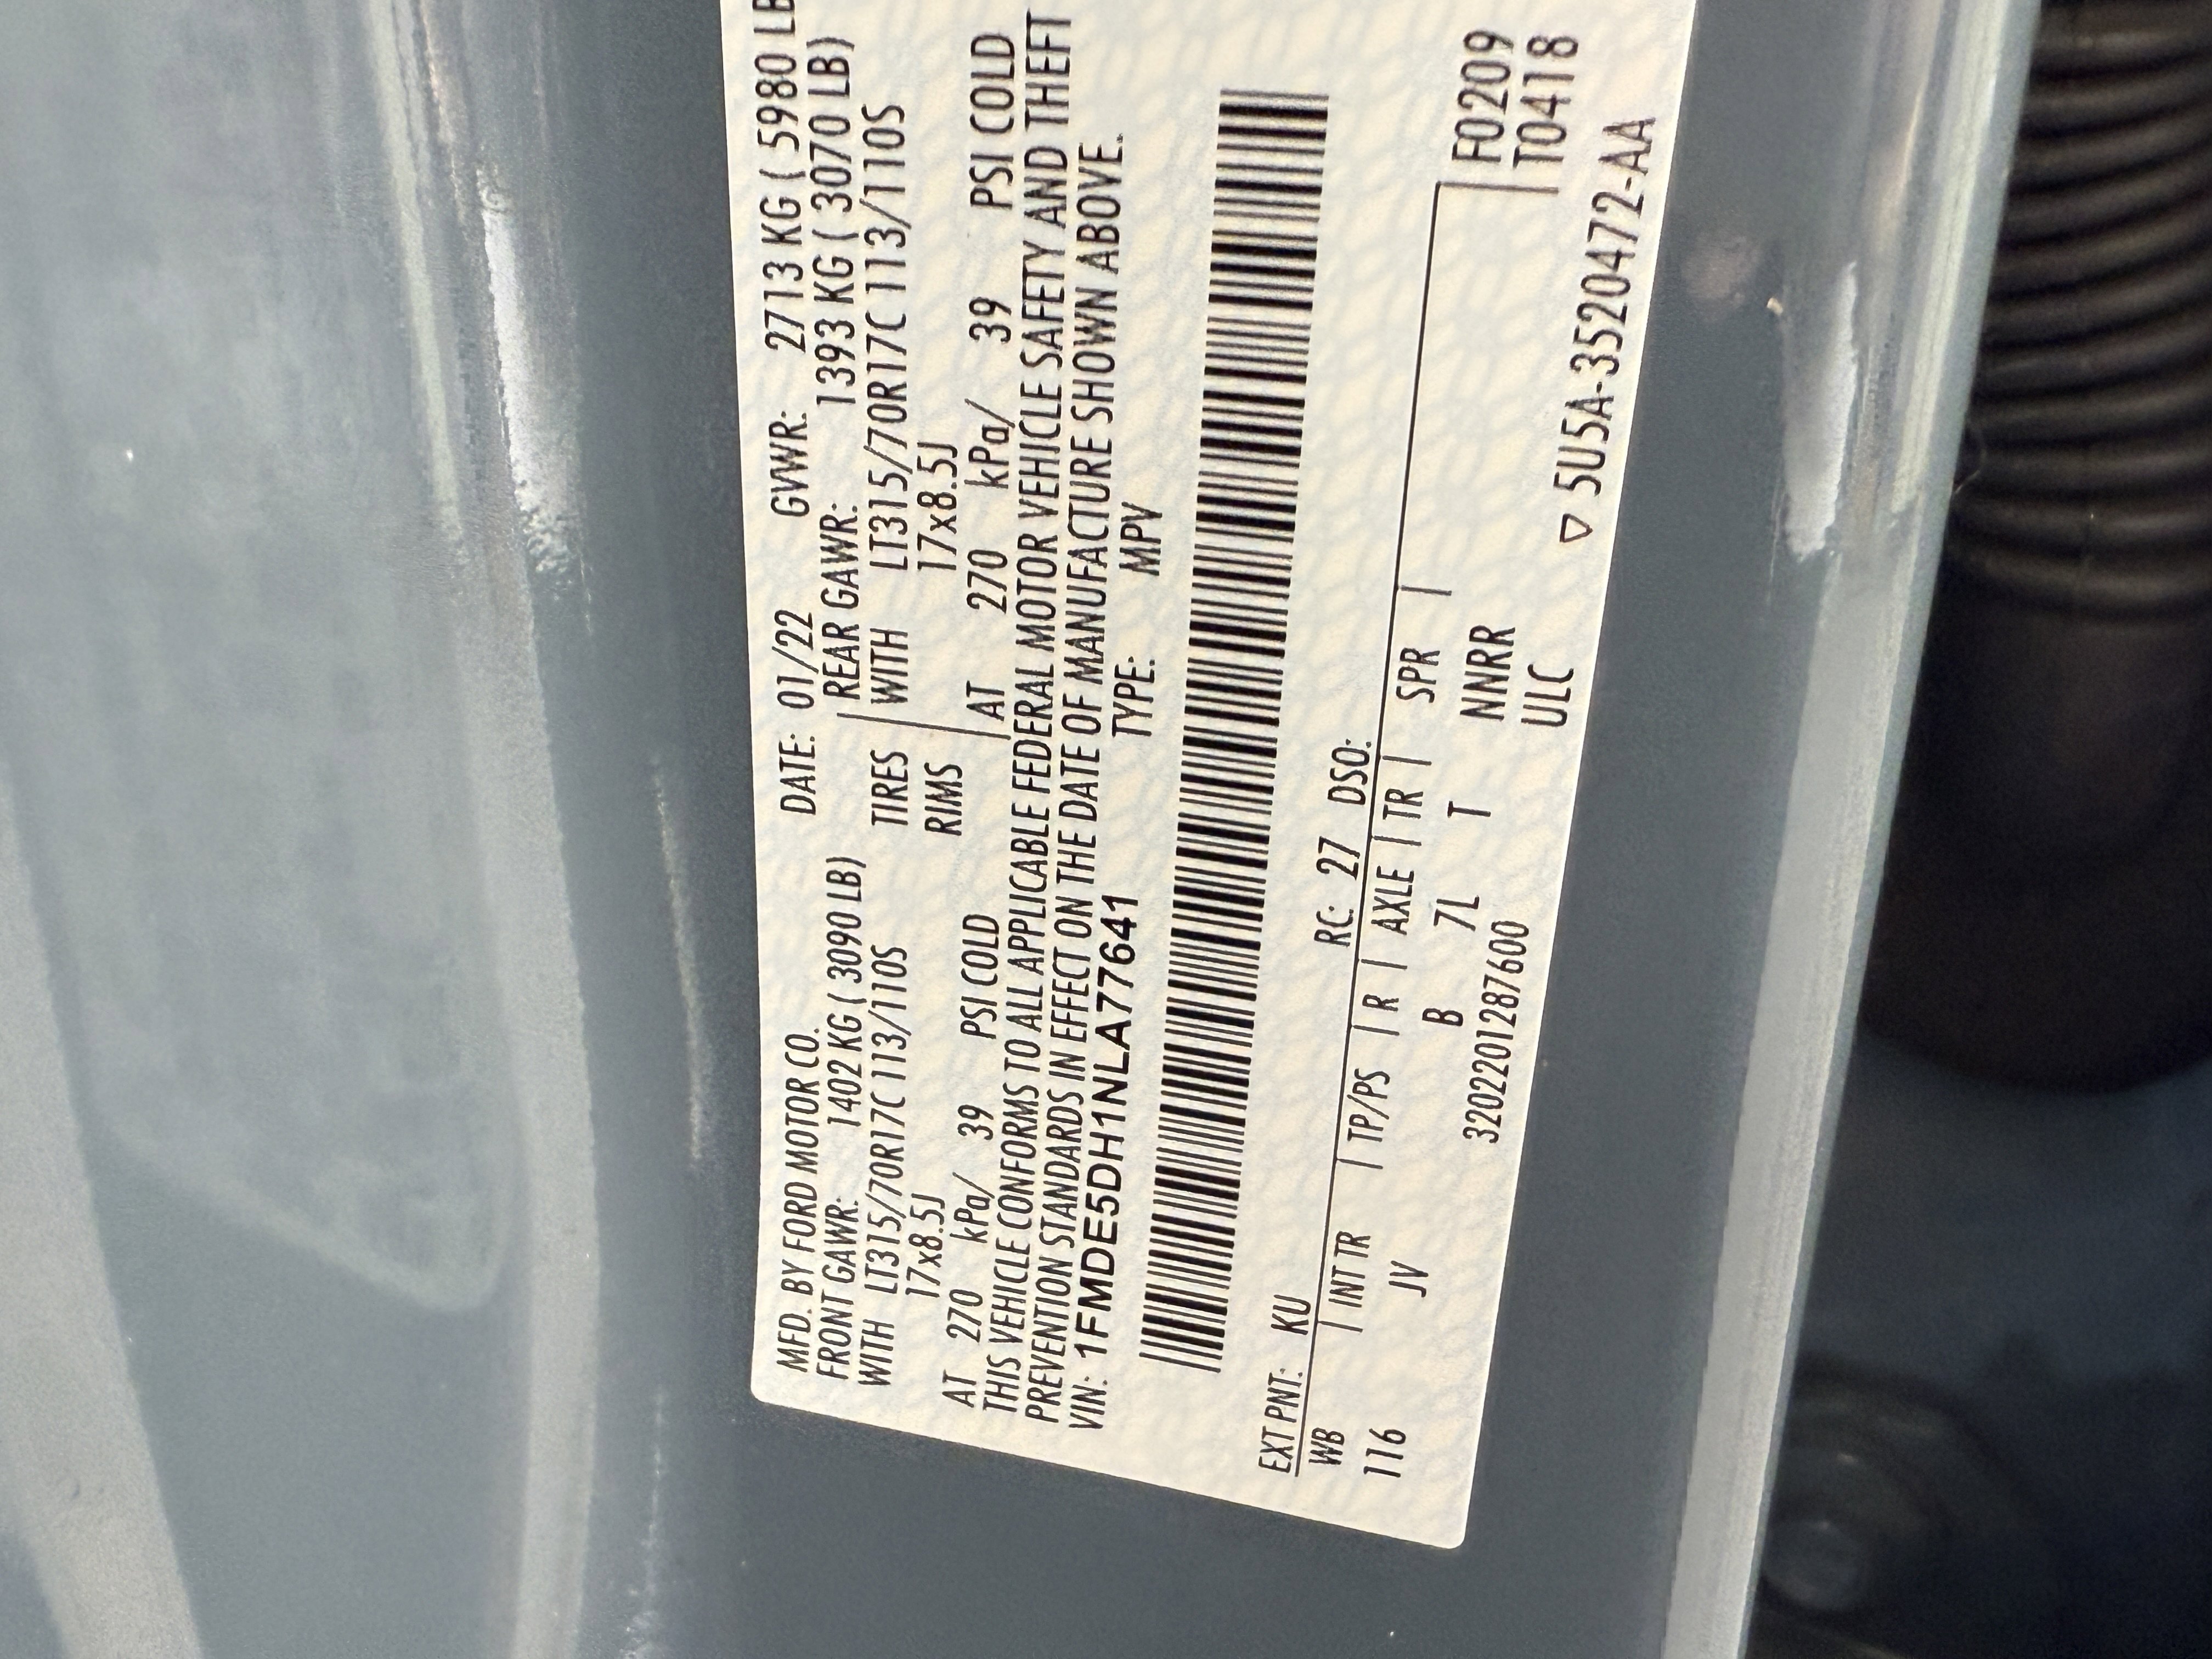 MFD. BY FORD MOTOR CO. DATE: 01/22 GVWR: 2713 KG ( 5980 LB
FRONT GAWR: 1402 KG ( 3090 LB) REAR GAWR: 1393 KG ( 3070 LB)
WITH LT315/70R17C 113/110S TIRES WITH LT315/70R17C 113/110S
17x8.5J RIMS 17x8.5J
AT 270 kPa/ 39 PSI COLD AT 270 kPa/ 39 PSI COLD
THIS VEHICLE CONFORMS TO ALL APPLICABLE FEDERAL MOTOR VEHICLE SAFETY AND THEFT
PREVENTION STANDARDS IN EFFECT ON THE DATE OF MANUFACTURE SHOWN ABOVE.
VIN: 1FMDE5DH1NLA77641 TYPE: MPV
EXT PNT: KU RC: 27 DSO:
WB | INT TR | TP/PS | R | AXLE | TR | SPR | F0209
116 JV B 7L T NNRR T0418
320220128760​0 ULC
▽ 5U5A-3520472-AA